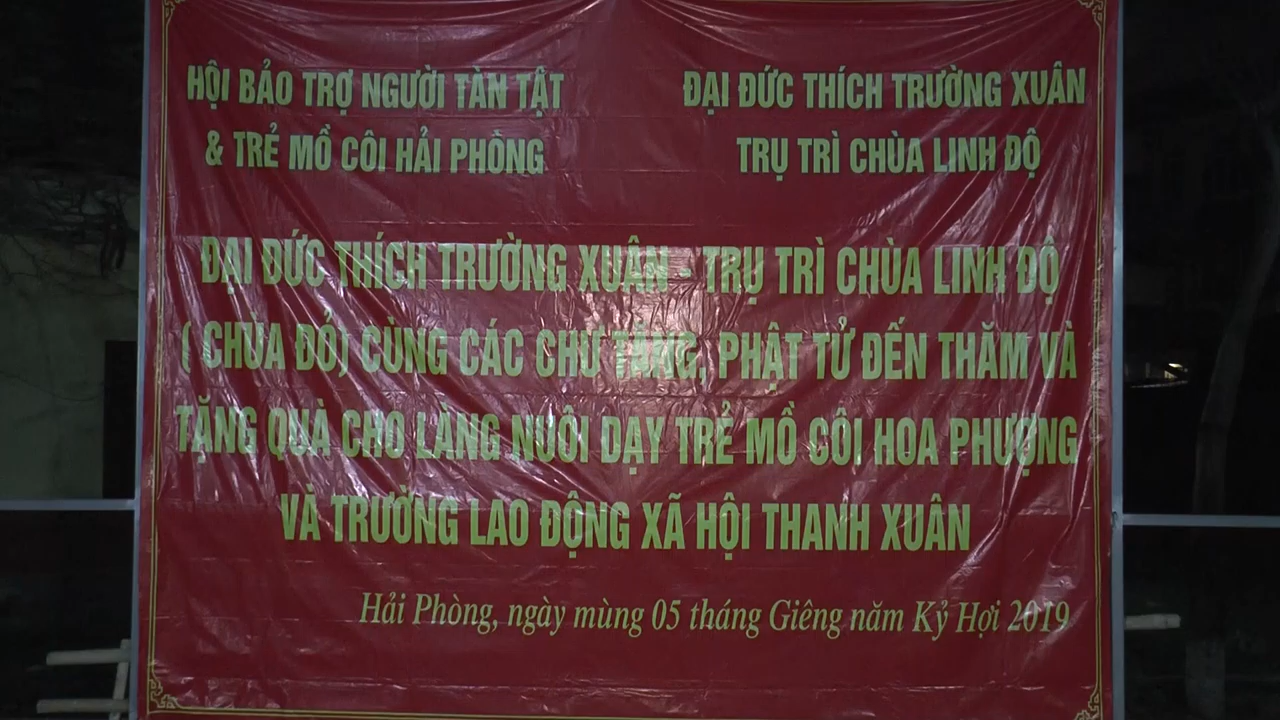 HỘI BẢO TRỢ NGƯỜI TÀN TẬT
& TRẺ MỒ CÔI HẢI PHÒNG
ĐẠI ĐỨC THÍCH TRƯỜNG XUÂN
TRỤ TRÌ CHÙA LINH ĐỘ
ĐẠI ĐỨC THÍCH TRƯỜNG XUÂN - TRỤ TRÌ CHÙA LINH ĐỘ
( CHÙA ĐỎ) CÙNG CÁC CHƯ TĂNG, PHẬT TỬ ĐẾN THĂM VÀ
TẶNG QUÀ CHO LÀNG NUÔI DẠY TRẺ MỒ CÔI HOA PHƯỢNG
VÀ TRƯỜNG LAO ĐỘNG XÃ HỘI THANH XUÂN
Hải Phòng, ngày mùng 05 tháng Giêng năm Kỷ Hợi 2019